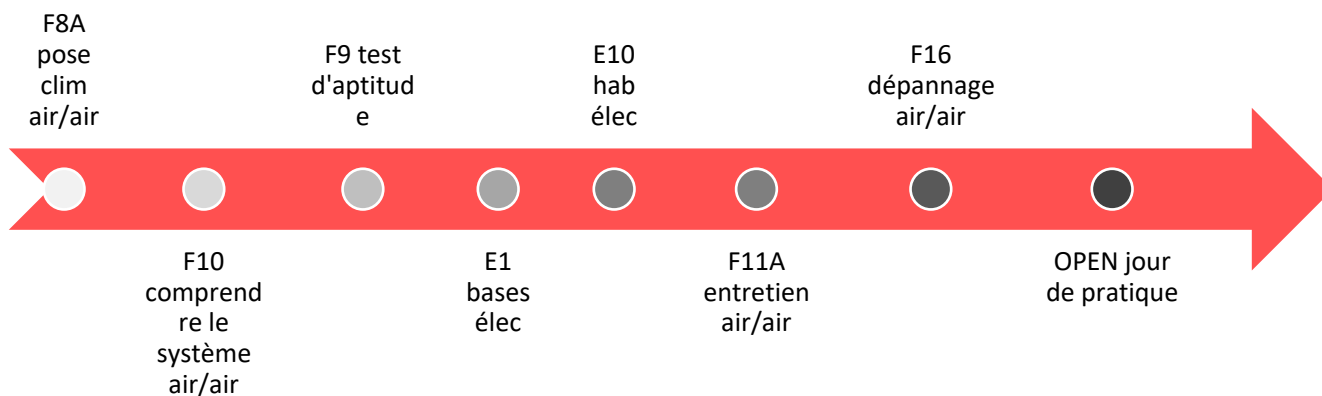 F8A
pose
clim
air/air
F10
comprend
re le
système
air/air
F9 test
d'aptitud
e
E1
bases
élec
E10
hab
élec
F11A
entretien
air/air
F16
dépannage
air/air
OPEN jour
de pratique